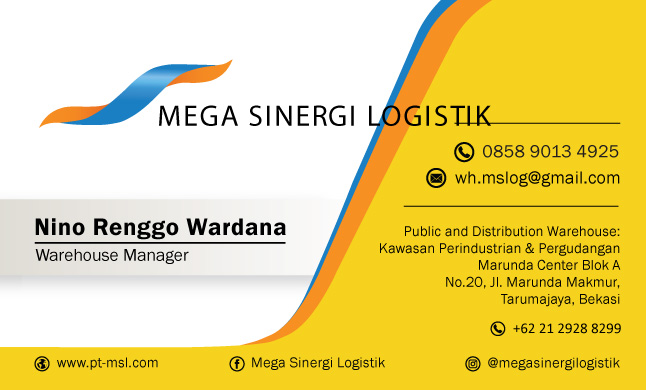 MEGA SINERGI LOGISTIK
0858 9013 4925
wh.mslog@gmail.com
Nino Renggo Wardana
Warehouse Manager
Public and Distribution Warehouse:
Kawasan Perindustrian & Pergudangan
Marunda Center Blok A
No.20, Jl. Marunda Makmur,
Tarumajaya, Bekasi
+62 21 2928 8299
www.pt-msl.com
Mega Sinergi Logistik
@megasinergilogistik